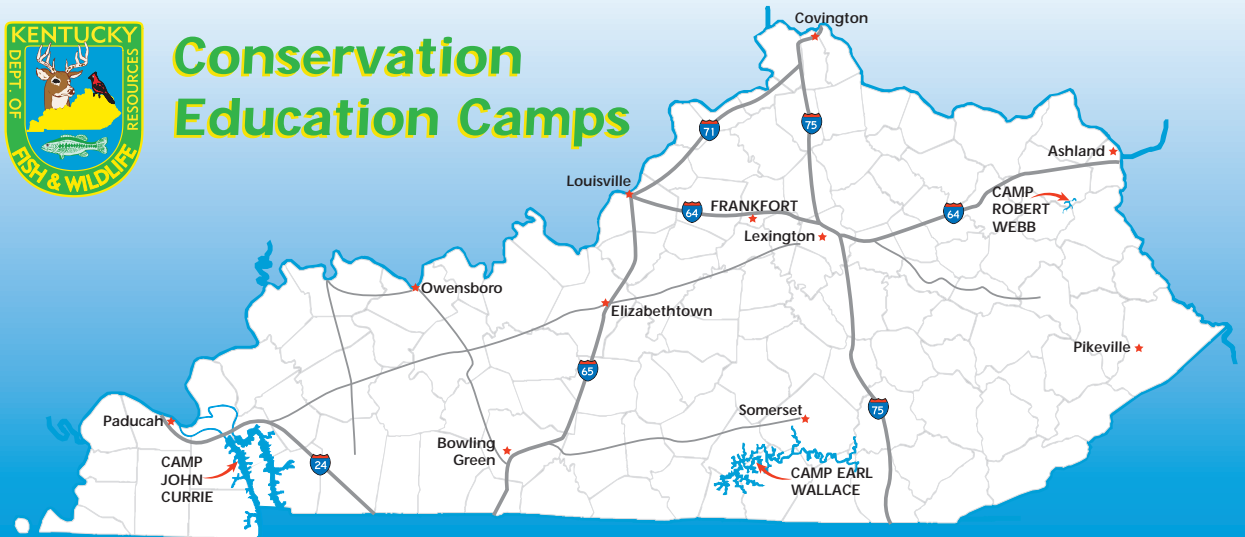 KENTUCKY
DEPT. OF
RESOURCES
FISH & WILDLIFE
Conservation
Education Camps
Covington
71
75
Ashland
Louisville
64
FRANKFORT
Lexington
64
CAMP
ROBERT
WEBB
Owensboro
Elizabethtown
65
Pikeville
75
Paducah
Somerset
Bowling
Green
24
CAMP
JOHN
CURRIE
CAMP EARL
WALLACE